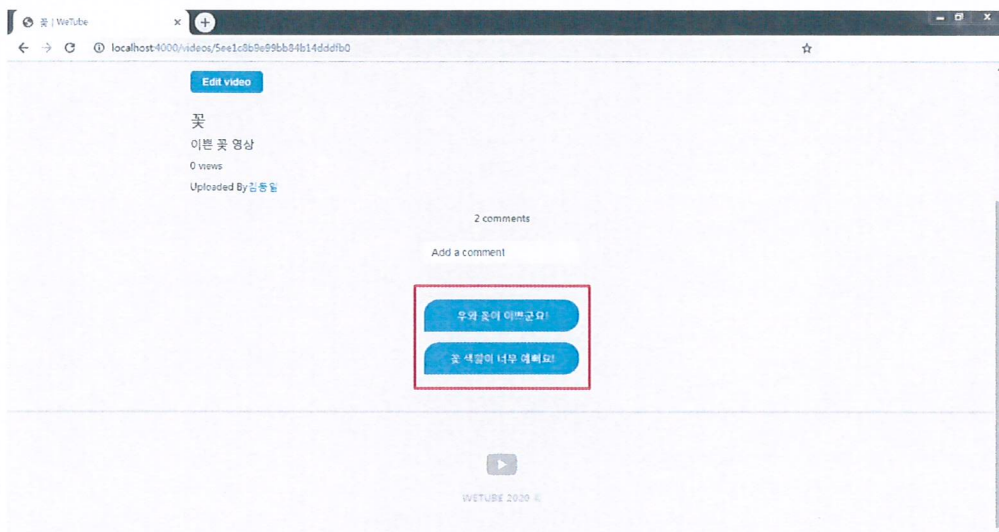 꽃 | WeTube
localhost:4000/videos/5ee1c8b9e99bb84b14dddfb0
Edit video
꽃
이쁜 꽃 영상
0 views
Uploaded By김동일
2 comments
Add a comment
우와 꽃이 이쁘군요!
꽃 색깔이 너무 예뻐요!
WETUBE 2020 ©